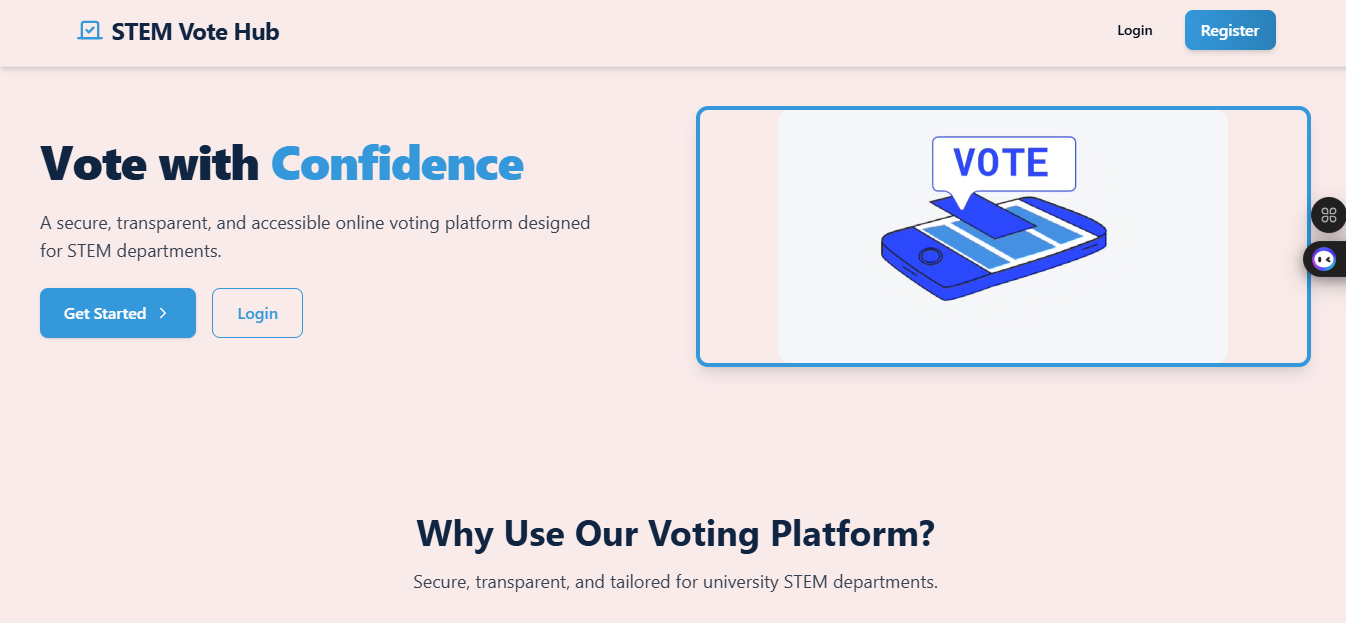 STEM Vote Hub
Login
Register
Vote with Confidence
A secure, transparent, and accessible online voting platform designed
for STEM departments.
Get Started
Login
VOTE
Why Use Our Voting Platform?
Secure, transparent, and tailored for university STEM departments.